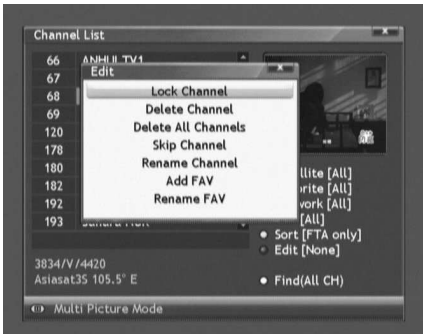 Channel List
66 ANHUI TV1
67
68
69
120
178
180
182
192
193
Edit
Lock Channel
Delete Channel
Delete All Channels
Skip Channel
Rename Channel
Add FAV
Rename FAV
llite [All]
rite [All]
work [All]
[All]
Sort [FTA only]
Edit [None]
Find(All CH)
3834/V/4420
Asiasat3S 105.5° E
Multi Picture Mode